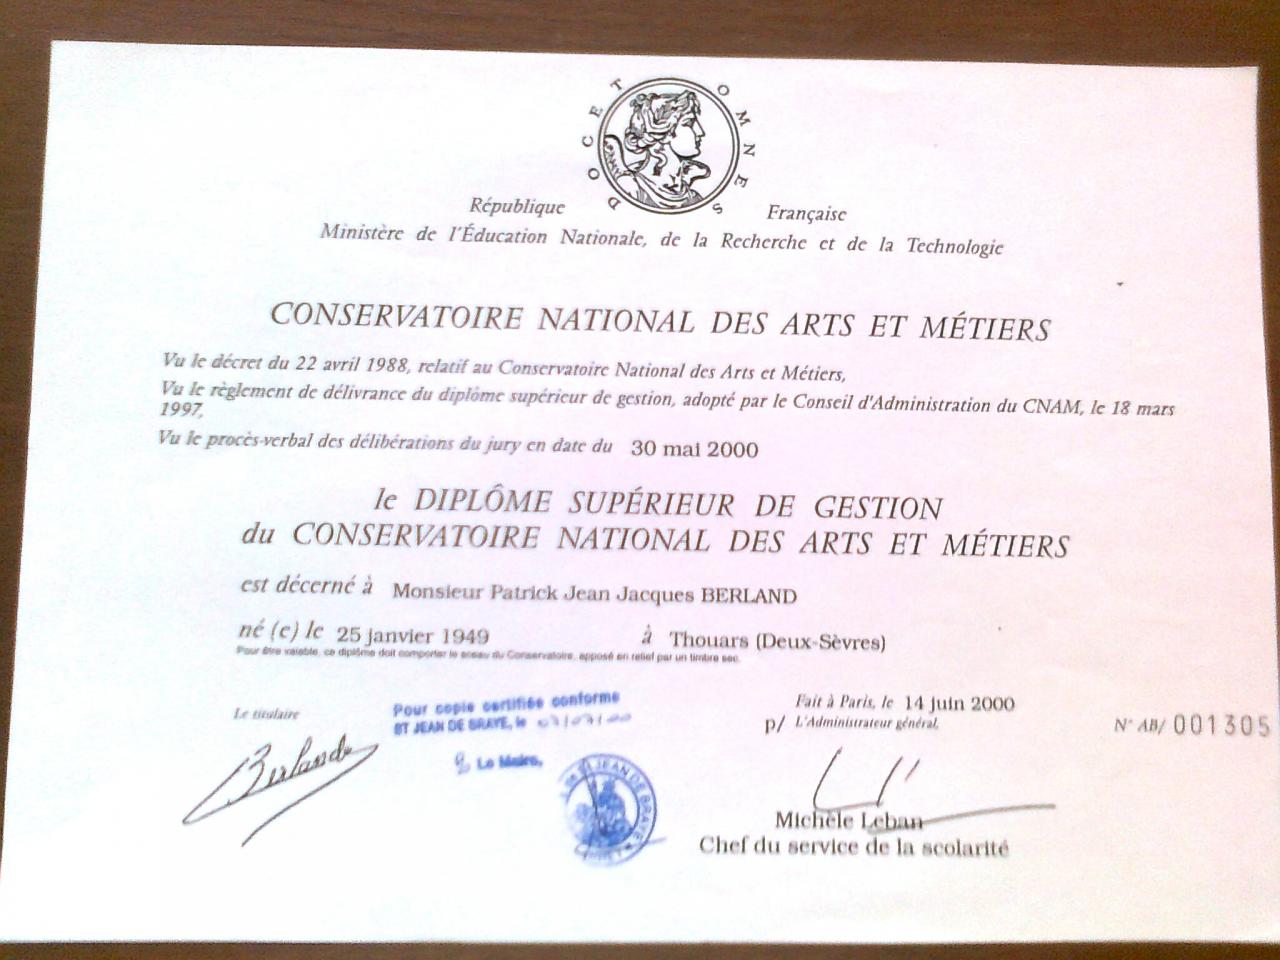 DOCET OMNES
République Française
Ministère de l'Éducation Nationale, de la Recherche et de la Technologie
CONSERVATOIRE NATIONAL DES ARTS ET MÉTIERS
Vu le décret du 22 avril 1988, relatif au Conservatoire National des Arts et Métiers,
Vu le règlement de délivrance du diplôme supérieur de gestion, adopté par le Conseil d'Administration du CNAM, le 18 mars
1997,
Vu le procès-verbal des délibérations du jury en date du 30 mai 2000
le DIPLÔME SUPÉRIEUR DE GESTION
du CONSERVATOIRE NATIONAL DES ARTS ET MÉTIERS
est décerné à Monsieur Patrick Jean Jacques BERLAND
né (e) le 25 janvier 1949 à Thouars (Deux-Sèvres)
Pour être valable, ce diplôme doit comporter le sceau du Conservatoire, apposé en relief par un timbre sec.
Le titulaire
Berland
Pour copie certifiée conforme
ST JEAN DE BRAYE, le
Le Maire,
ST JEAN DE BRAYE
Fait à Paris, le 14 juin 2000
p/ L'Administrateur général,
N° AB/ 001305
Michèle Leban
Chef du service de la scolarité